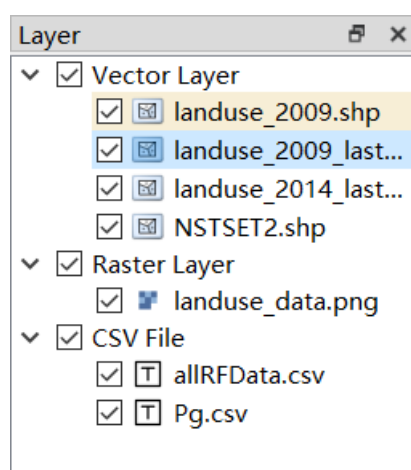 Layer
Vector Layer
landuse_2009.shp
landuse_2009_last...
landuse_2014_last...
NSTSET2.shp
Raster Layer
landuse_data.png
CSV File
T allRFData.csv
T Pg.csv